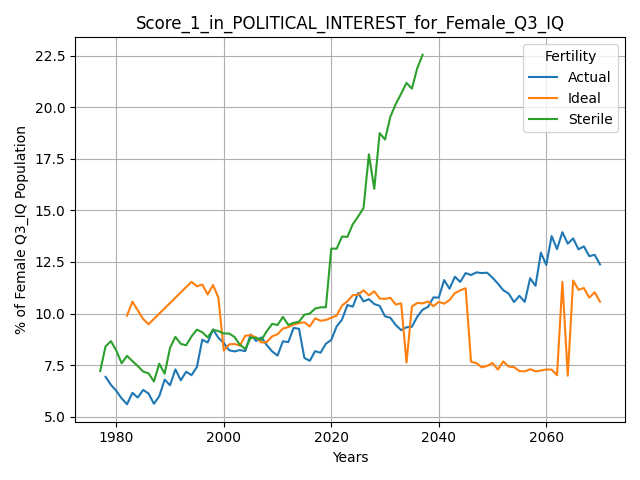 Score_1_in_POLITICAL_INTEREST_for_Female_Q3_IQ
Fertility
Actual
Ideal
Sterile
% of Female Q3_IQ Population
22.5
20.0
17.5
15.0
12.5
10.0
7.5
5.0
1980 2000 2020 2040 2060
Years